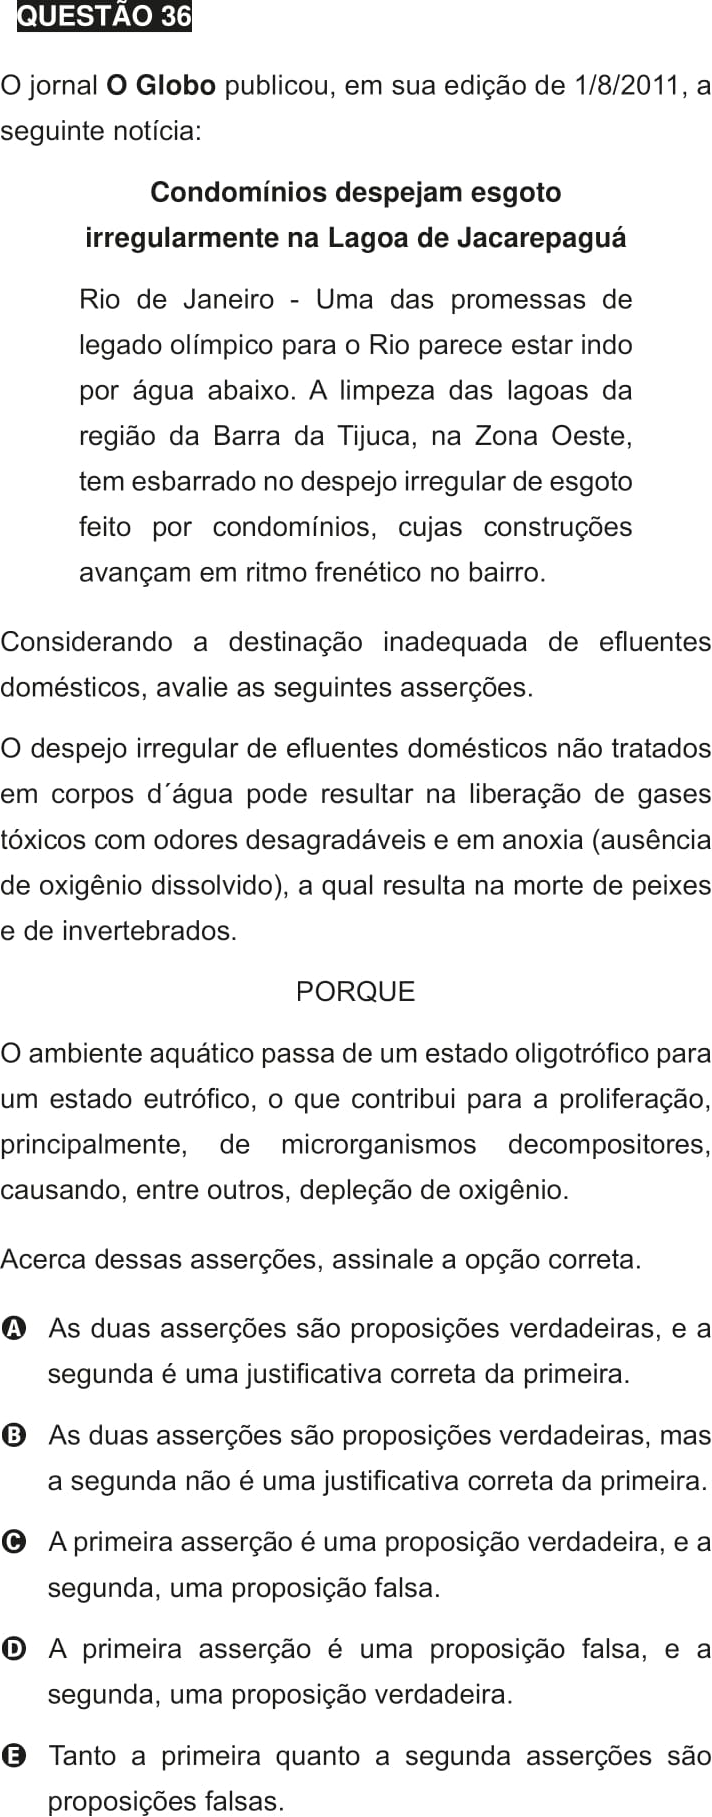 QUESTÃO 36
O jornal O Globo publicou, em sua edição de 1/8/2011, a
seguinte notícia:
Condomínios despejam esgoto
irregularmente na Lagoa de Jacarepaguá
Rio de Janeiro - Uma das promessas de
legado olímpico para o Rio parece estar indo
por água abaixo. A limpeza das lagoas da
região da Barra da Tijuca, na Zona Oeste,
tem esbarrado no despejo irregular de esgoto
feito por condomínios, cujas construções
avançam em ritmo frenético no bairro.
Considerando a destinação inadequada de efluentes
domésticos, avalie as seguintes asserções.
O despejo irregular de efluentes domésticos não tratados
em corpos d´água pode resultar na liberação de gases
tóxicos com odores desagradáveis e em anoxia (ausência
de oxigênio dissolvido), a qual resulta na morte de peixes
e de invertebrados.
PORQUE
O ambiente aquático passa de um estado oligotrófico para
um estado eutrófico, o que contribui para a proliferação,
principalmente, de microrganismos decompositores,
causando, entre outros, depleção de oxigênio.
Acerca dessas asserções, assinale a opção correta.
A As duas asserções são proposições verdadeiras, e a
segunda é uma justificativa correta da primeira.
B As duas asserções são proposições verdadeiras, mas
a segunda não é uma justificativa correta da primeira.
C A primeira asserção é uma proposição verdadeira, e a
segunda, uma proposição falsa.
D A primeira asserção é uma proposição falsa, e a
segunda, uma proposição verdadeira.
E Tanto a primeira quanto a segunda asserções são
proposições falsas.